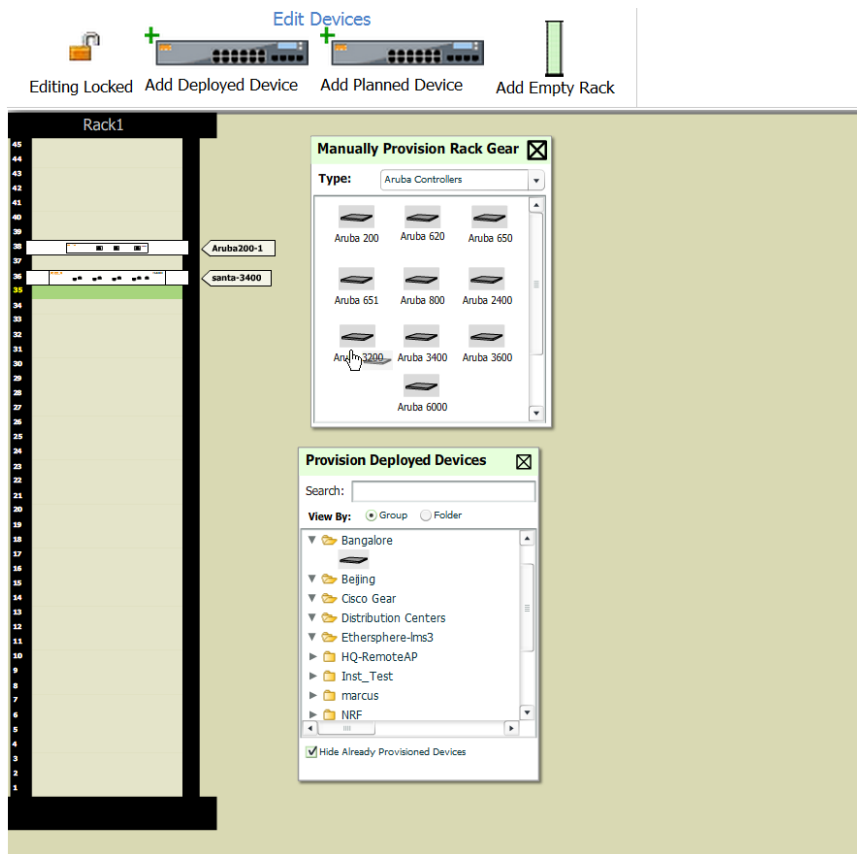 Edit Devices
Editing Locked
Add Deployed Device
Add Planned Device
Add Empty Rack
Rack1
45
44
43
42
41
40
39
38
37
36
35
34
33
32
31
30
29
28
27
26
25
24
23
22
21
20
19
18
17
16
15
14
13
12
11
10
9
8
7
6
5
4
3
2
1
Aruba200-1
santa-3400
Manually Provision Rack Gear
Type: Aruba Controllers
Aruba 200 Aruba 620 Aruba 650
Aruba 651 Aruba 800 Aruba 2400
3200 Aruba 3400 Aruba 3600
Aruba 6000
Provision Deployed Devices
Search:
View By: Group Folder
Bangalore
Beijing
Cisco Gear
Distribution Centers
Ethersphere-lms3
HQ-RemoteAP
Inst_Test
marcus
NRF
Hide Already Provisioned Devices